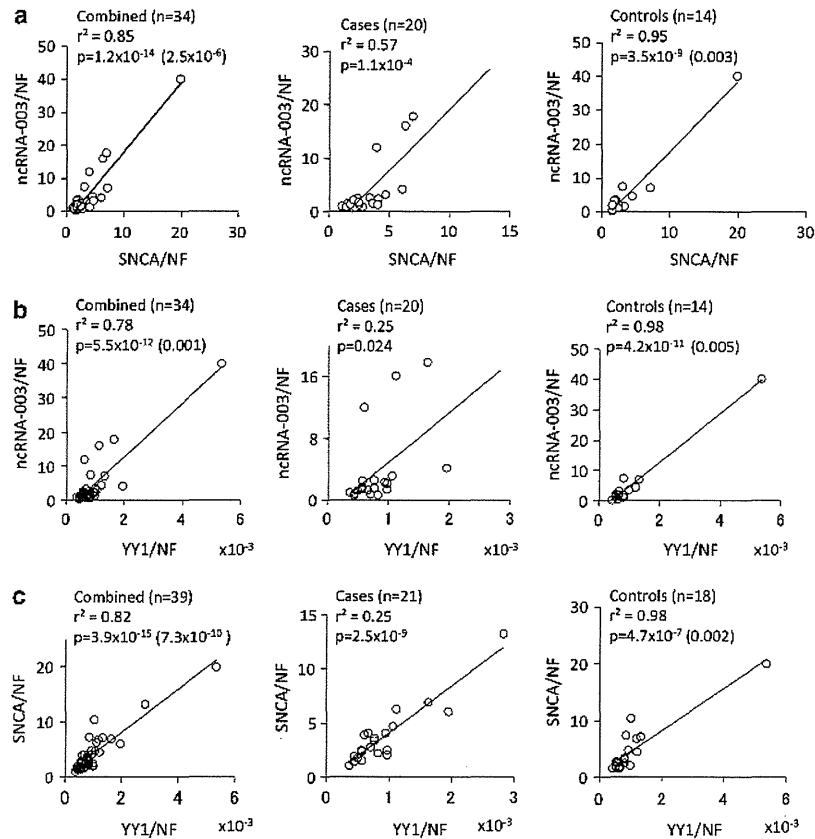 a
Combined (n=34)
r² = 0.85
p=1.2x10⁻¹⁴ (2.5x10⁻⁶)
ncRNA-003/NF
50
40
30
20
10
0
0 10 20 30
SNCA/NF
Cases (n=20)
r² = 0.57
p=1.1x10⁻⁴
ncRNA-003/NF
30
20
10
0
0 5 10 15
SNCA/NF
Controls (n=14)
r² = 0.95
p=3.5x10⁻⁹ (0.003)
ncRNA-003/NF
50
40
30
20
10
0
0 10 20 30
SNCA/NF
b
Combined (n=34)
r² = 0.78
p=5.5x10⁻¹² (0.001)
ncRNA-003/NF
50
40
30
20
10
0
0 2 4 6
YY1/NF x10⁻³
Cases (n=20)
r² = 0.25
p=0.024
ncRNA-003/NF
16
8
0
0 1 2 3
YY1/NF x10⁻³
Controls (n=14)
r² = 0.98
p=4.2x10⁻¹¹ (0.005)
ncRNA-003/NF
50
40
30
20
10
0
0 2 4 6
YY1/NF x10⁻³
c
Combined (n=39)
r² = 0.82
p=3.9x10⁻¹⁵ (7.3x10⁻¹⁰ )
SNCA/NF
20
10
0
0 2 4 6
YY1/NF x10⁻³
Cases (n=21)
r² = 0.25
p=2.5x10⁻⁹
SNCA/NF
15
10
5
0
0 1 2 3
YY1/NF x10⁻³
Controls (n=18)
r² = 0.98
p=4.7x10⁻⁷ (0.002)
SNCA/NF
30
20
10
0
0 2 4 6
YY1/NF x10⁻³